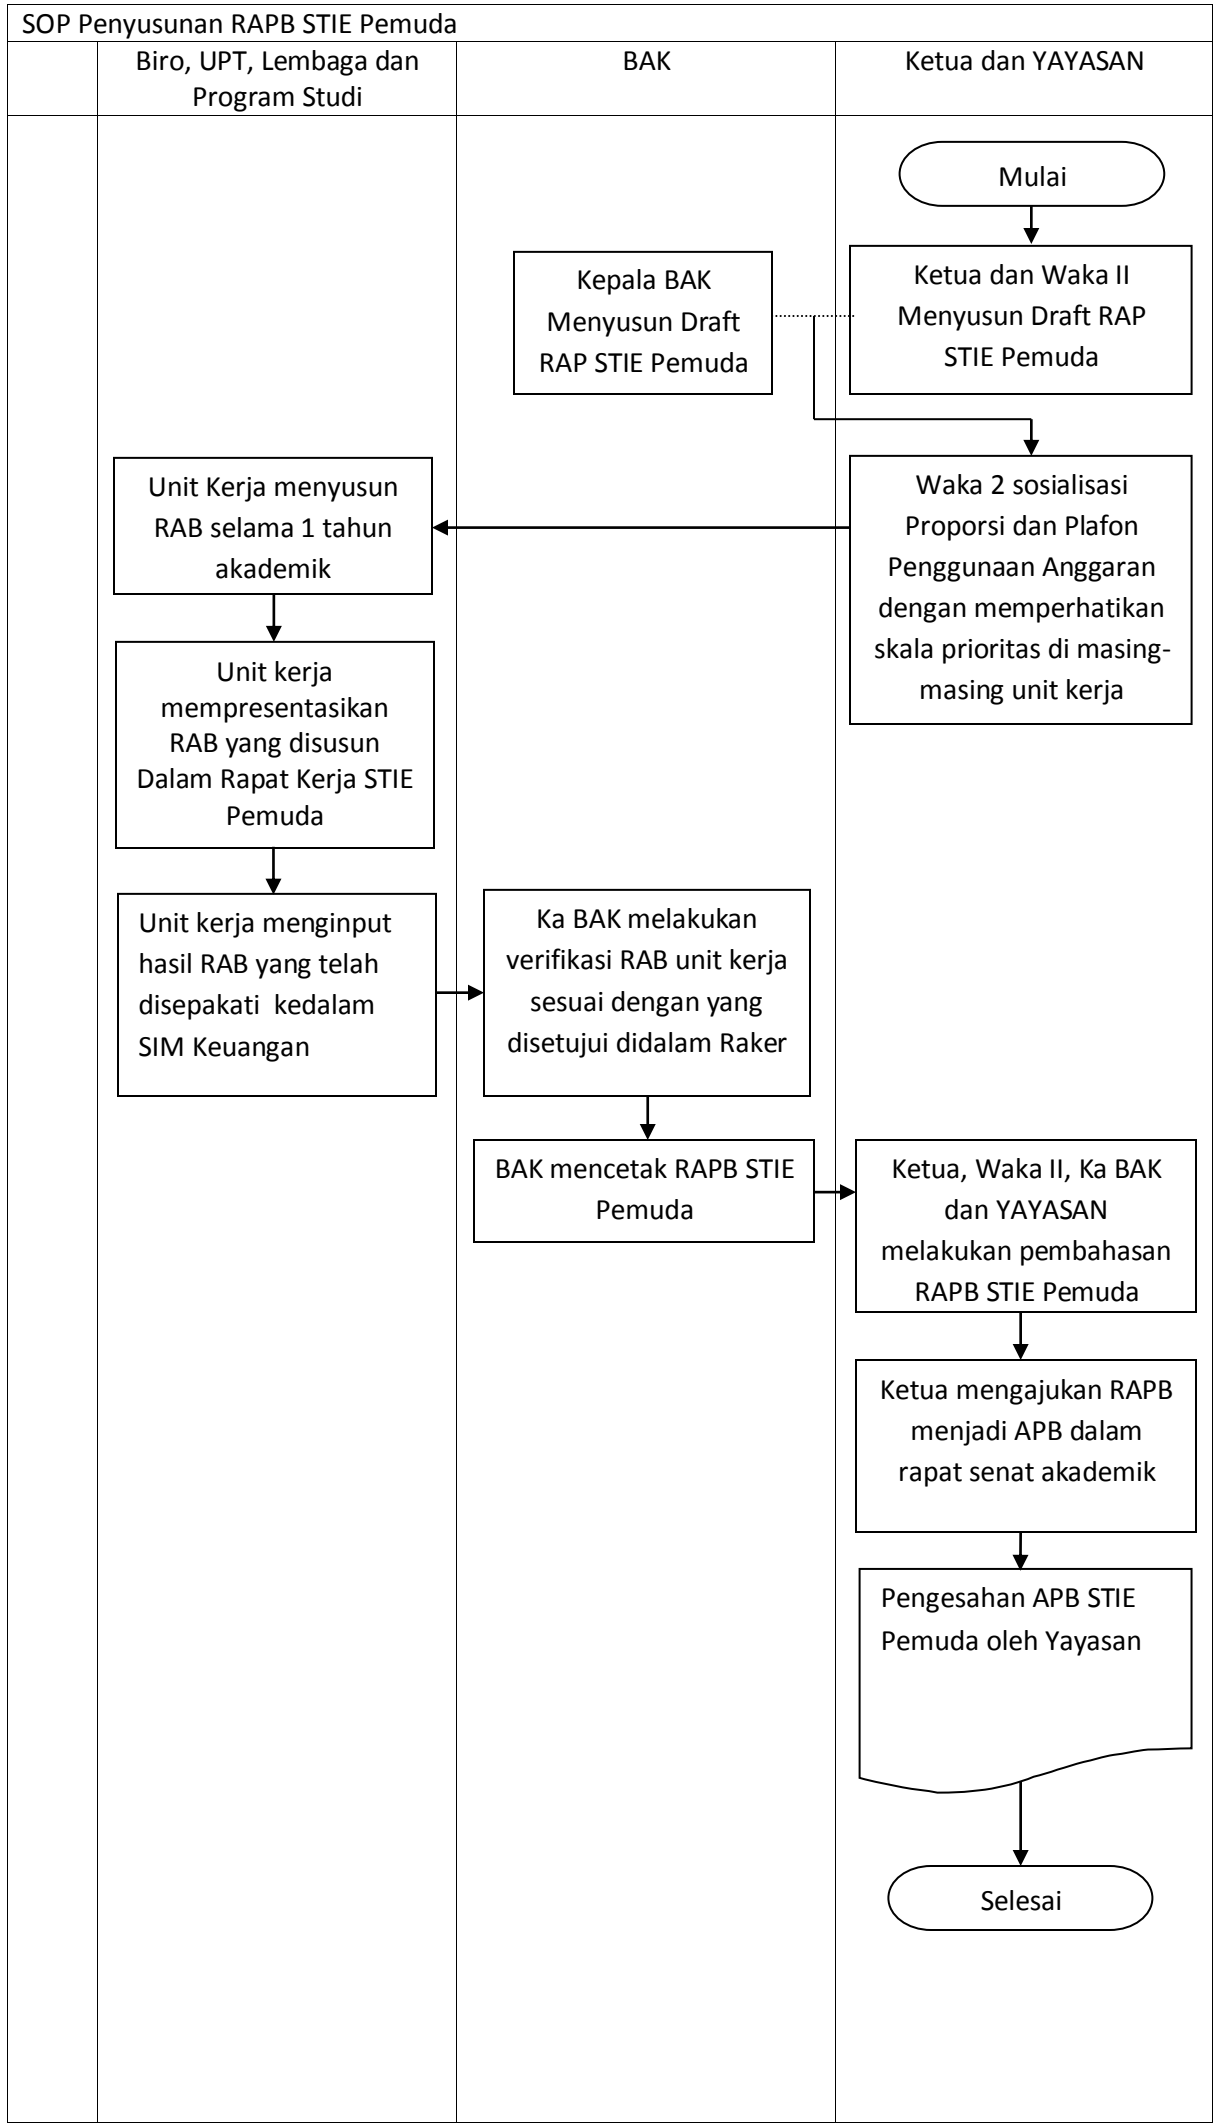 SOP Penyusunan RAPB STIE Pemuda
Biro, UPT, Lembaga dan
Program Studi
BAK
Ketua dan YAYASAN
Mulai
Kepala BAK
Menyusun Draft
RAP STIE Pemuda
Ketua dan Waka II
Menyusun Draft RAP
STIE Pemuda
Waka 2 sosialisasi
Proporsi dan Plafon
Penggunaan Anggaran
dengan memperhatikan
skala prioritas di masing-
masing unit kerja
Unit Kerja menyusun
RAB selama 1 tahun
akademik
Unit kerja
mempresentasikan
RAB yang disusun
Dalam Rapat Kerja STIE
Pemuda
Unit kerja menginput
hasil RAB yang telah
disepakati  kedalam
SIM Keuangan
Ka BAK melakukan
verifikasi RAB unit kerja
sesuai dengan yang
disetujui didalam Raker
BAK mencetak RAPB STIE
Pemuda
Ketua, Waka II, Ka BAK
dan YAYASAN
melakukan pembahasan
RAPB STIE Pemuda
Ketua mengajukan RAPB
menjadi APB dalam
rapat senat akademik
Pengesahan APB STIE
Pemuda oleh Yayasan
Selesai